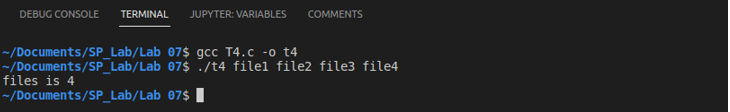 DEBUG CONSOLE TERMINAL JUPYTER: VARIABLES COMMENTS
~/Documents/SP_Lab/Lab 07$ gcc T4.c -o t4
~/Documents/SP_Lab/Lab 07$ ./t4 file1 file2 file3 file4
files is 4
~/Documents/SP_Lab/Lab 07$